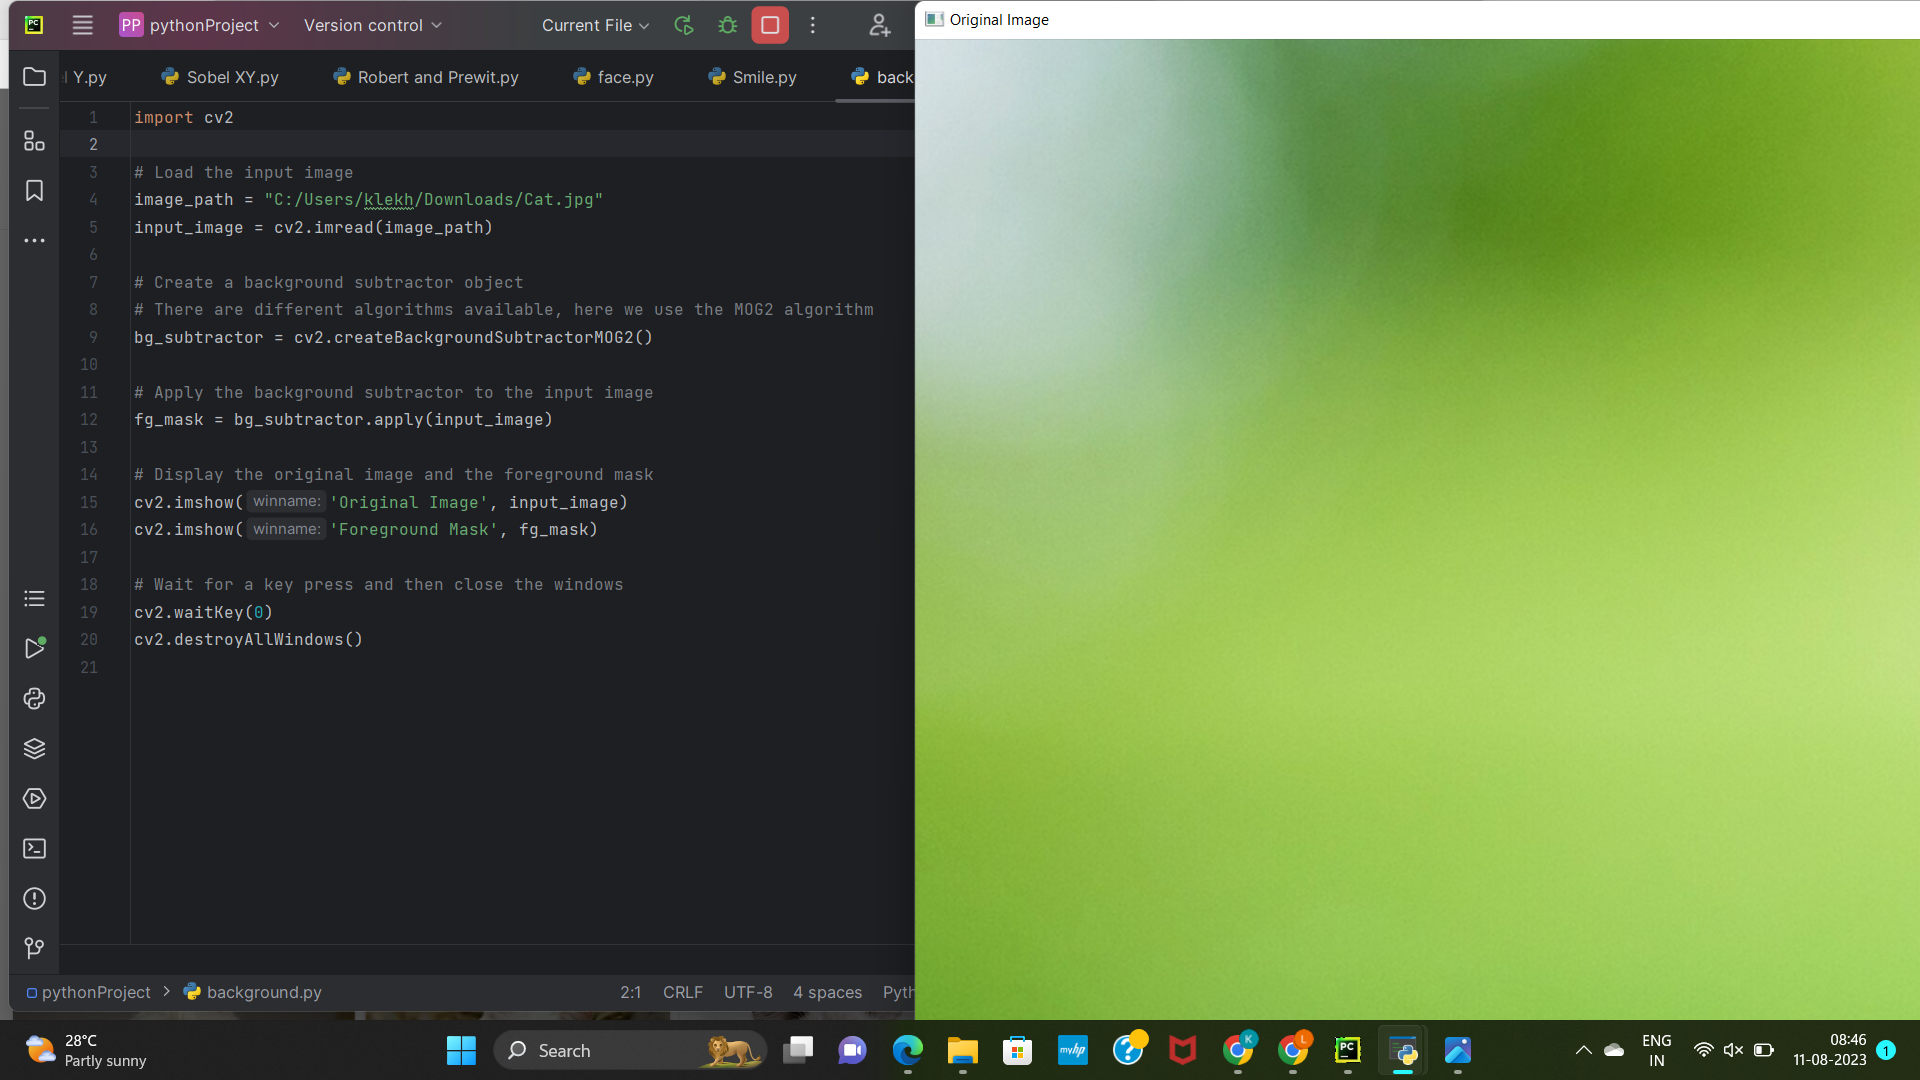 PC
PP pythonProject Version control Current File
l Y.py Sobel XY.py Robert and Prewit.py face.py Smile.py back
1 import cv2
2
3 # Load the input image
4 image_path = "C:/Users/klekh/Downloads/Cat.jpg"
5 input_image = cv2.imread(image_path)
6
7 # Create a background subtractor object
8 # There are different algorithms available, here we use the MOG2 algorithm
9 bg_subtractor = cv2.createBackgroundSubtractorMOG2()
10
11 # Apply the background subtractor to the input image
12 fg_mask = bg_subtractor.apply(input_image)
13
14 # Display the original image and the foreground mask
15 cv2.imshow( winname: 'Original Image', input_image)
16 cv2.imshow( winname: 'Foreground Mask', fg_mask)
17
18 # Wait for a key press and then close the windows
19 cv2.waitKey(0)
20 cv2.destroyAllWindows()
21
pythonProject > background.py 2:1 CRLF UTF-8 4 spaces Pyth
Original Image
28°C
Partly sunny
Search
myhp
K
L
PC
ENG
IN
08:46
11-08-2023
1